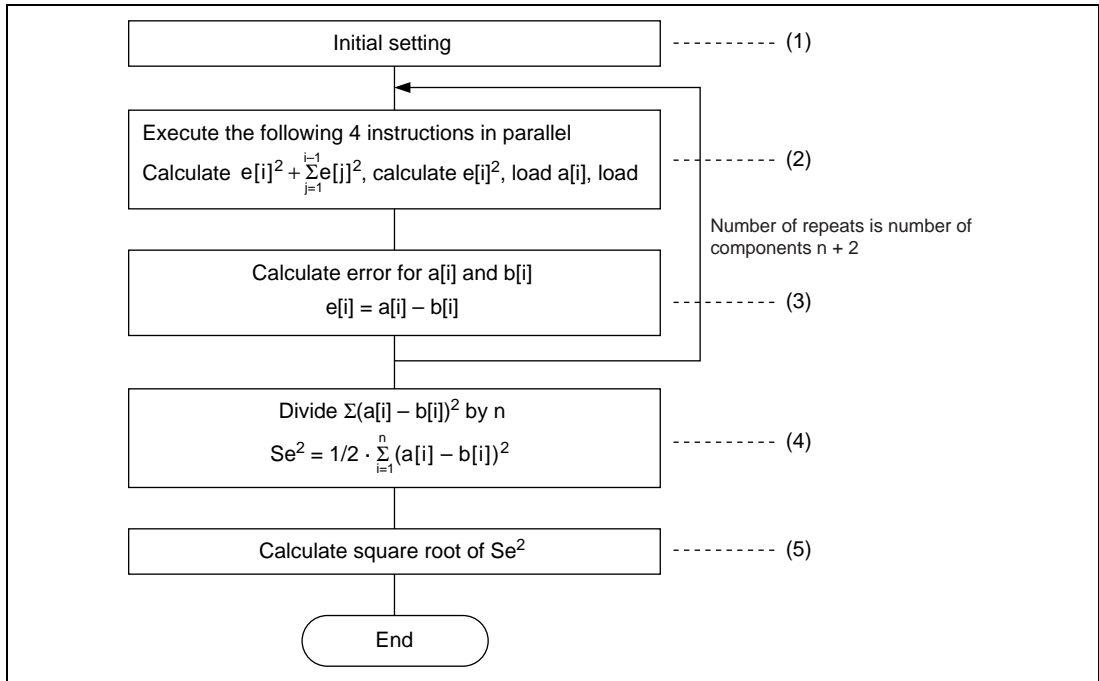 Initial setting
(1)
Execute the following 4 instructions in parallel
Calculate e[i]² + Σ_{j=1}^{i–1} e[j]², calculate e[i]², load a[i], load
(2)
Number of repeats is number of
components n + 2
Calculate error for a[i] and b[i]
e[i] = a[i] – b[i]
(3)
Divide Σ(a[i] – b[i])² by n
Se² = 1/2 · Σ_{i=1}^{n} (a[i] – b[i])²
(4)
Calculate square root of Se²
(5)
End